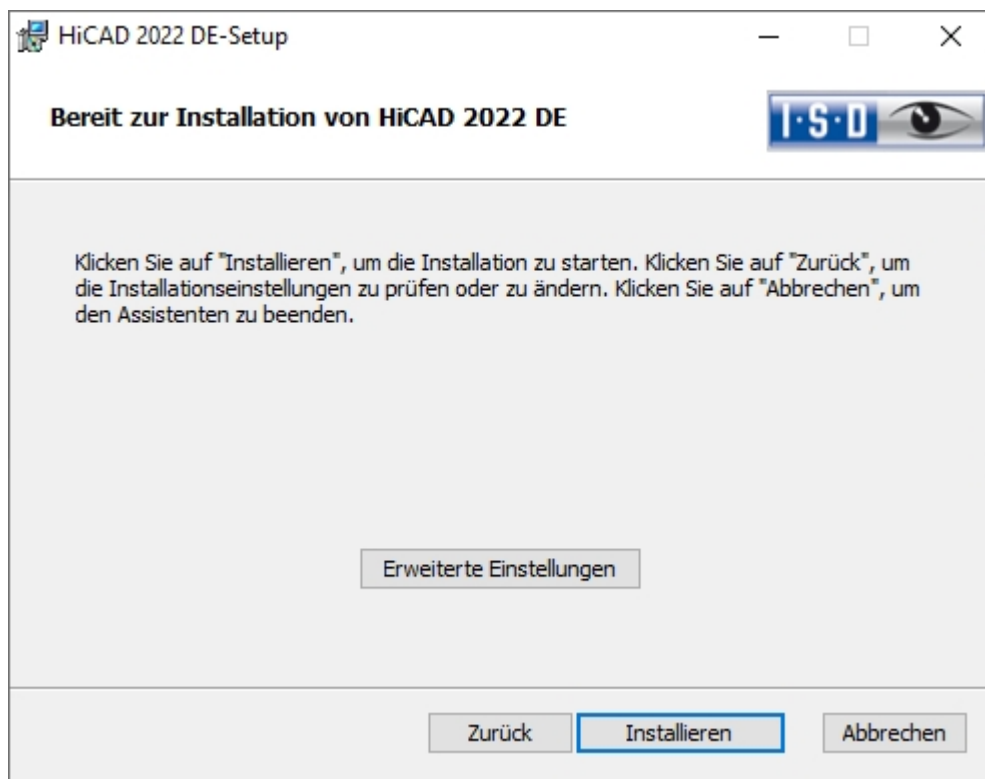 HiCAD 2022 DE-Setup
Bereit zur Installation von HiCAD 2022 DE
I·S·D
Klicken Sie auf "Installieren", um die Installation zu starten. Klicken Sie auf "Zurück", um
die Installationseinstellungen zu prüfen oder zu ändern. Klicken Sie auf "Abbrechen", um
den Assistenten zu beenden.
Erweiterte Einstellungen
Zurück Installieren Abbrechen